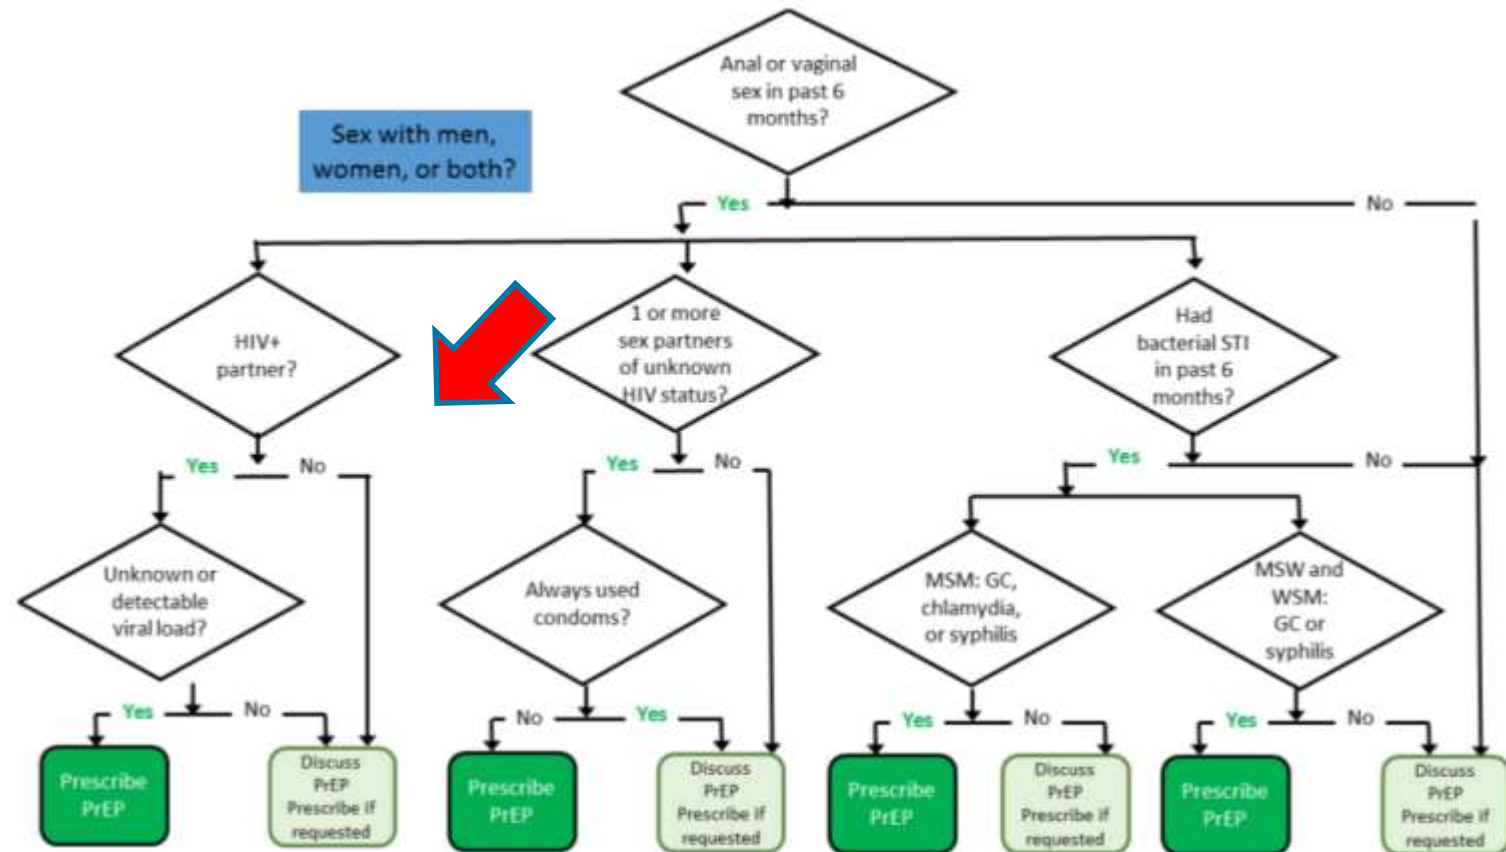 Anal or vaginal
sex in past 6
months?
Sex with men,
women, or both?
Yes
No
HIV+
partner?
1 or more
sex partners
of unknown
HIV status?
Had
bacterial STI
in past 6
months?
Yes
No
Yes
No
Yes
No
Unknown or
detectable
viral load?
Always used
condoms?
MSM: GC,
chlamydia,
or syphilis
MSW and
WSM:
GC or
syphilis
Yes
No
No
Yes
Yes
No
Yes
No
Prescribe
PrEP
Discuss
PrEP
Prescribe if
requested
Prescribe
PrEP
Discuss
PrEP
Prescribe if
requested
Prescribe
PrEP
Discuss
PrEP
Prescribe if
requested
Prescribe
PrEP
Discuss
PrEP
Prescribe if
requested